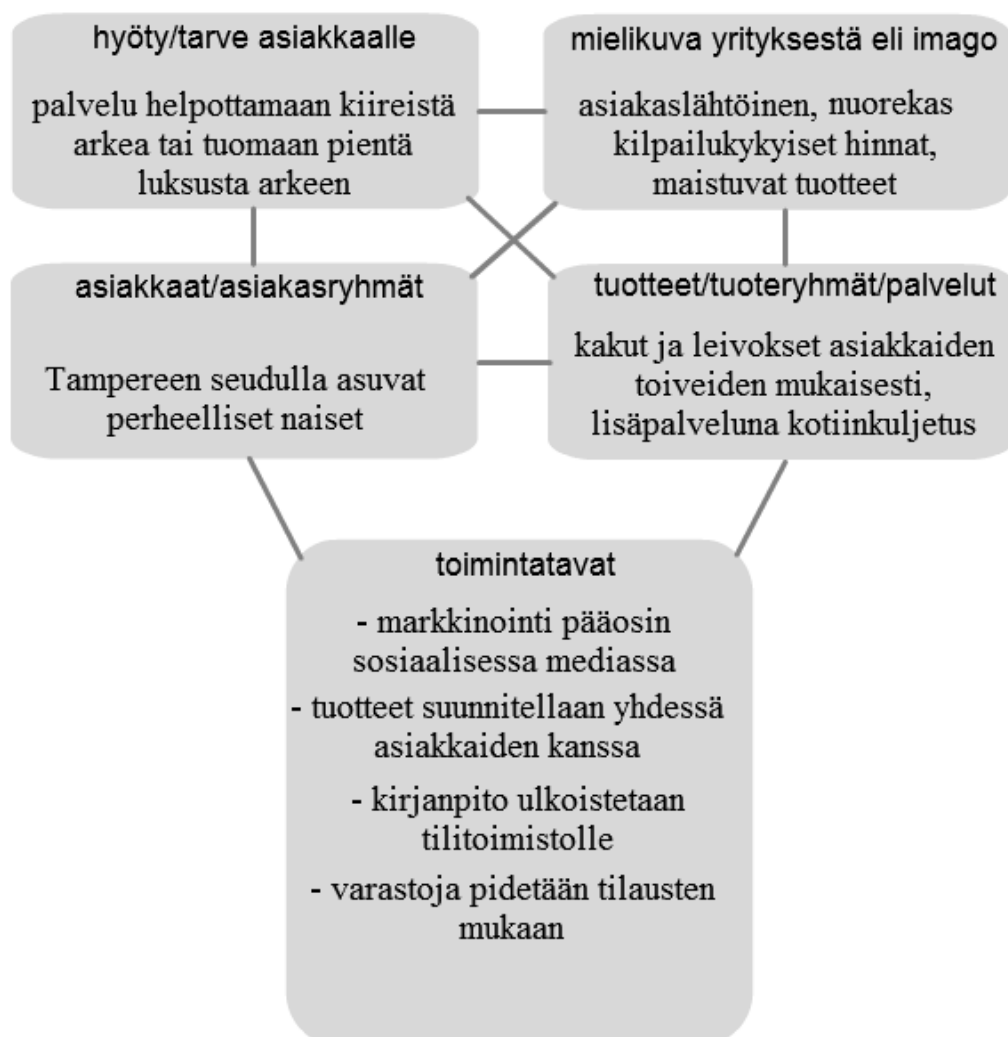 hyöty/tarve asiakkaalle
palvelu helpottamaan kiireistä
arkea tai tuomaan pientä
luksusta arkeen
mielikuva yrityksestä eli imago
asiakaslähtöinen, nuorekas
kilpailukykyiset hinnat,
maistuvat tuotteet
asiakkaat/asiakasryhmät
Tampereen seudulla asuvat
perheelliset naiset
tuotteet/tuoteryhmät/palvelut
kakut ja leivokset asiakkaiden
toiveiden mukaisesti,
lisäpalveluna kotiinkuljetus
toimintatavat
- markkinointi pääosin
sosiaalisessa mediassa
- tuotteet suunnitellaan yhdessä
asiakkaiden kanssa
- kirjanpito ulkoistetaan
tilitoimistolle
- varastoja pidetään tilausten
mukaan